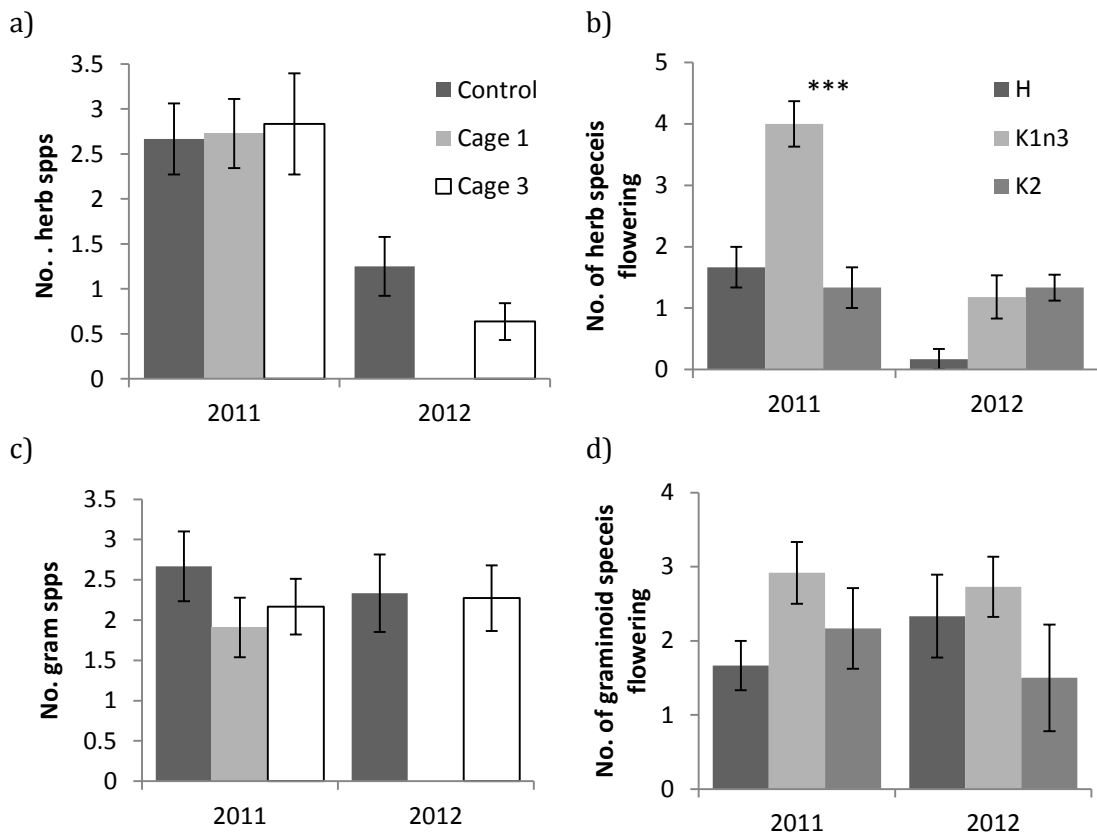 a)
3.5
3
2.5
2
1.5
1
0.5
0
No. . herb spps
Control
Cage 1
Cage 3
2011
2012
b)
5
4
3
2
1
0
No. of herb speceis
flowering
***
H
K1n3
K2
2011
2012
c)
3.5
3
2.5
2
1.5
1
0.5
0
No. gram spps
2011
2012
d)
4
3
2
1
0
No. of graminoid speceis
flowering
2011
2012